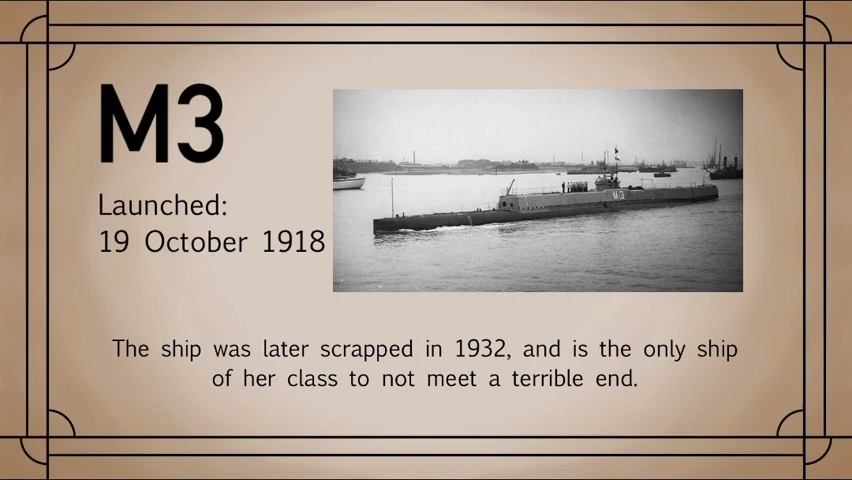 M3
Launched:
19 October 1918
M3
The ship was later scrapped in 1932, and is the only ship
of her class to not meet a terrible end.